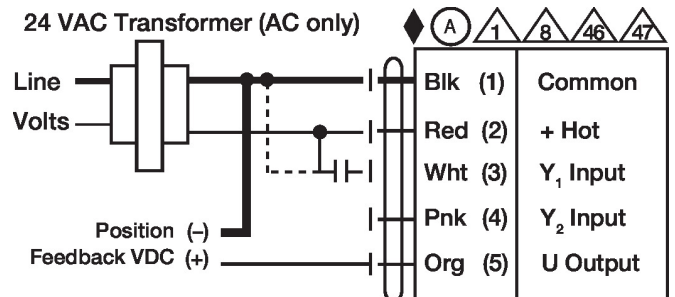 24 VAC Transformer (AC only)
A 1 8 46 47
Line
Volts
Blk (1) Common
Red (2) + Hot
Wht (3) Y₁ Input
Pnk (4) Y₂ Input
Org (5) U Output
Position (–)
Feedback VDC (+)